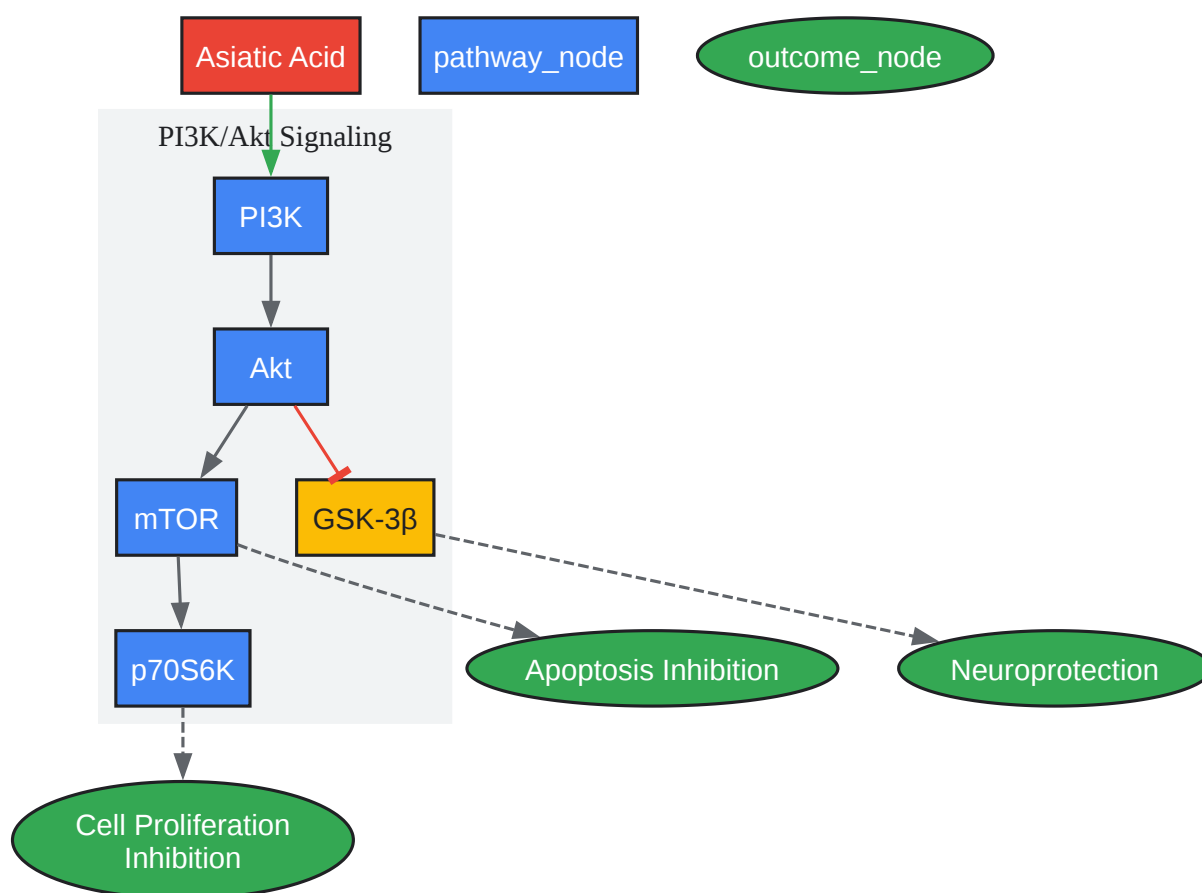 Asiatic Acid
pathway_node
outcome_node
PI3K/Akt Signaling
PI3K
Akt
mTOR
GSK-3β
p70S6K
Apoptosis Inhibition
Neuroprotection
Cell Proliferation
Inhibition